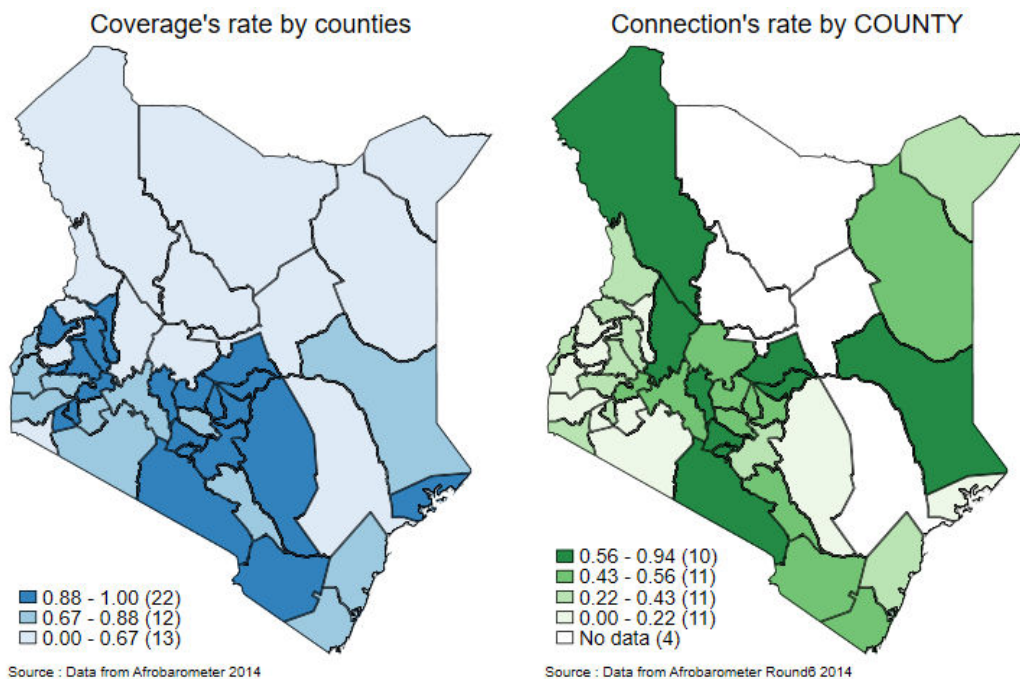 Coverage's rate by counties
0.88 - 1.00 (22)
0.67 - 0.88 (12)
0.00 - 0.67 (13)
Source : Data from Afrobarometer 2014
Connection's rate by COUNTY
0.56 - 0.94 (10)
0.43 - 0.56 (11)
0.22 - 0.43 (11)
0.00 - 0.22 (11)
No data (4)
Source : Data from Afrobarometer Round6 2014